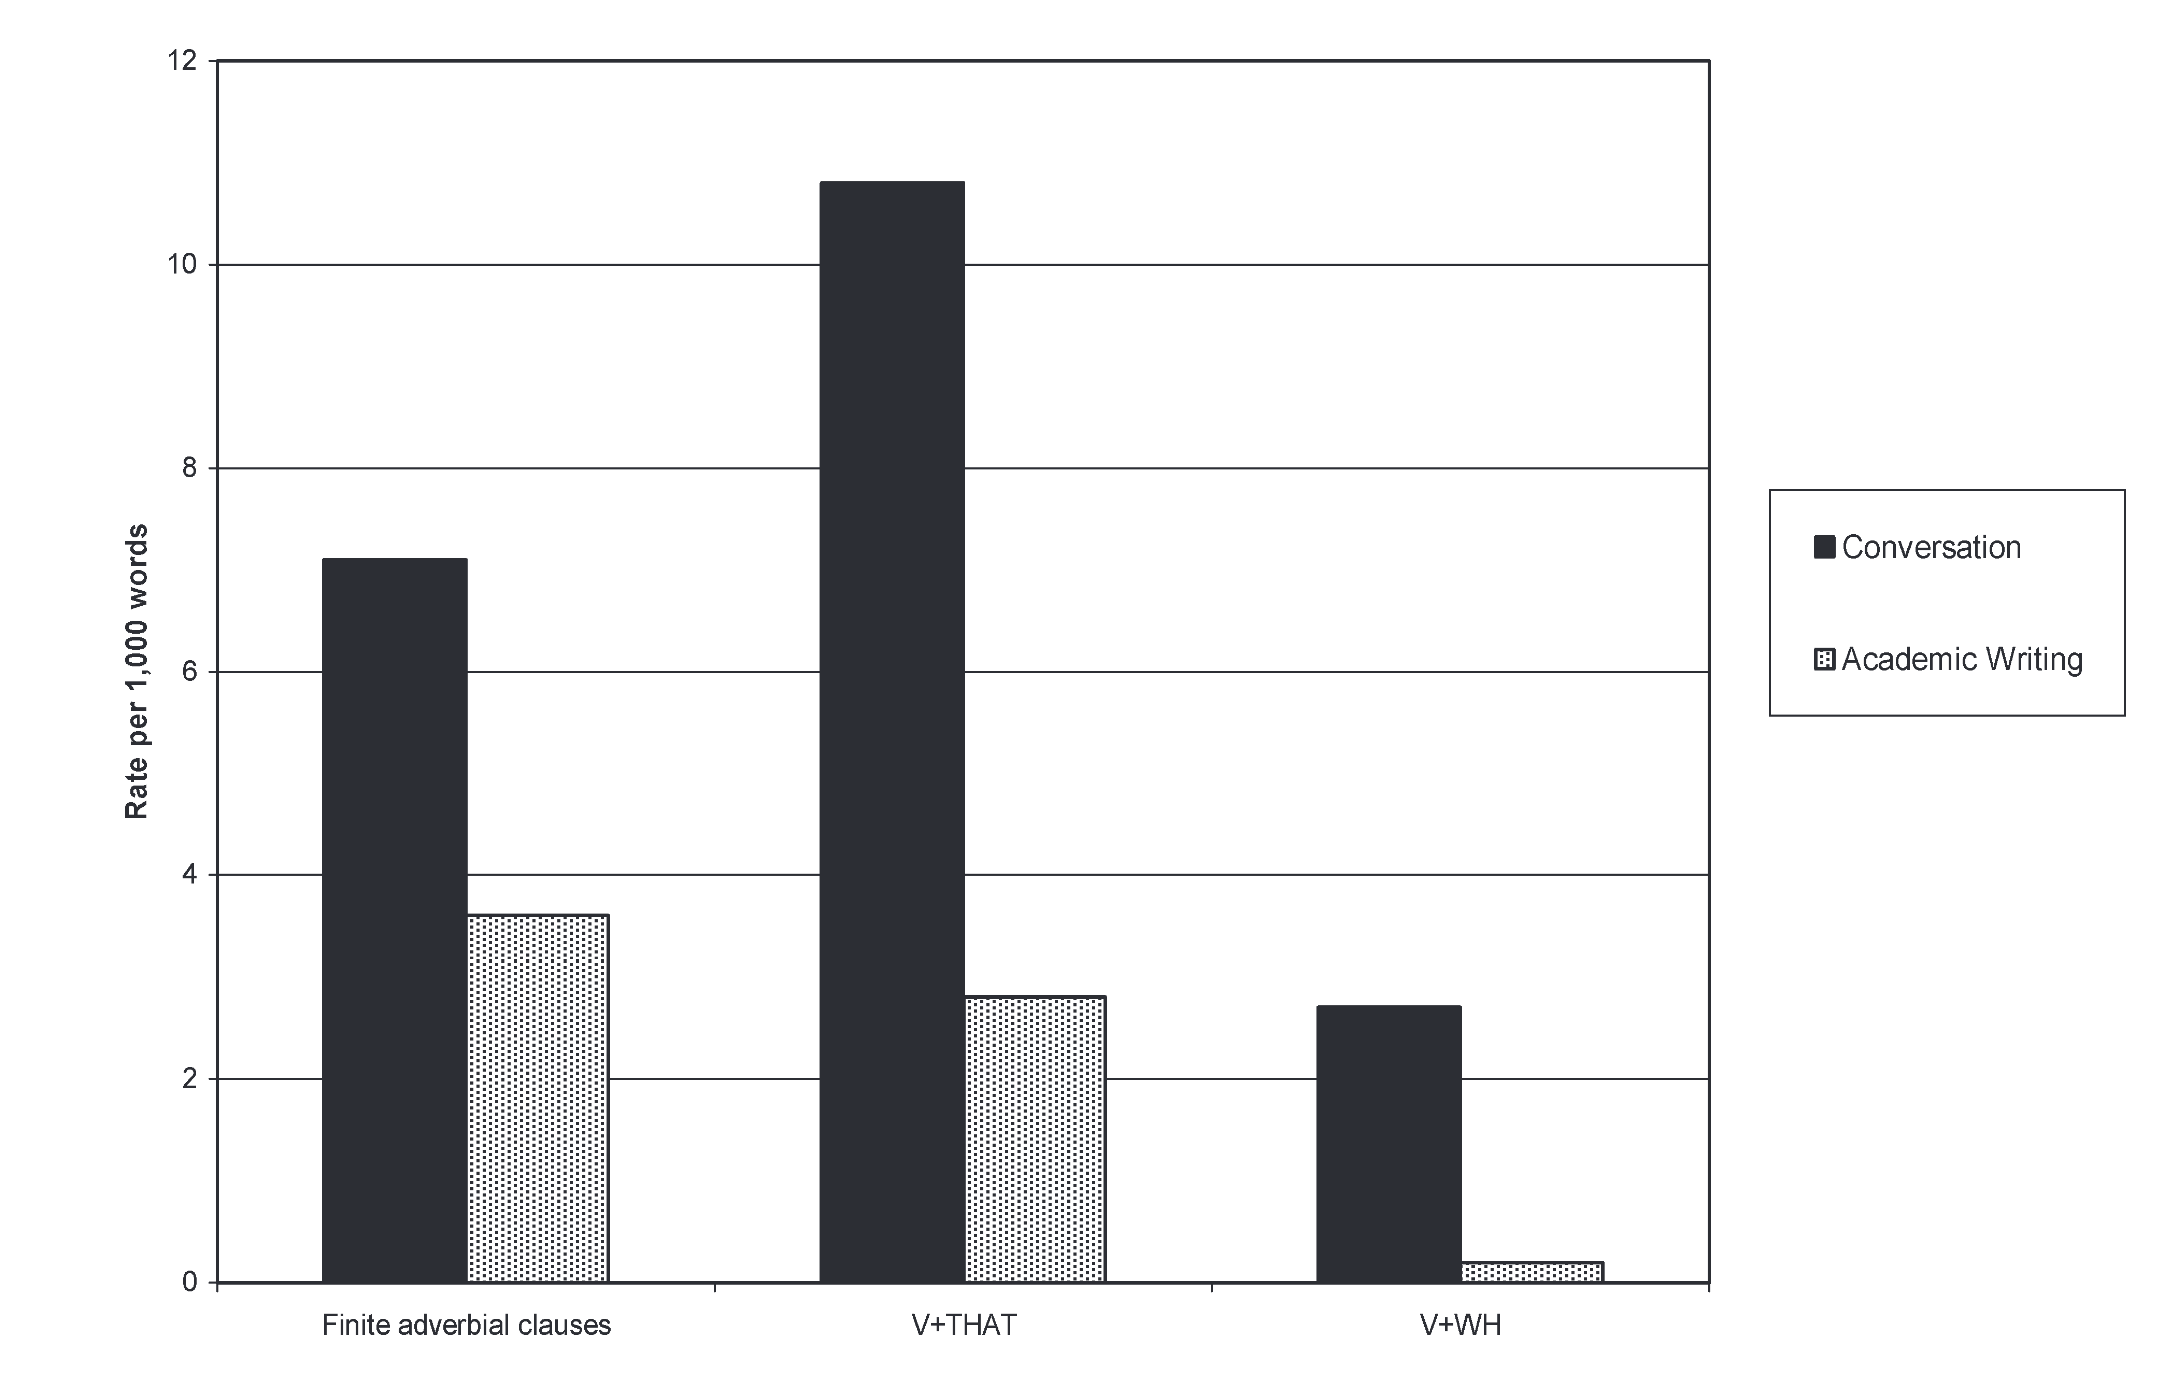 12
10
8
6
4
2
0
Rate per 1,000 words
Finite adverbial clauses
V+THAT
V+WH
Conversation
Academic Writing